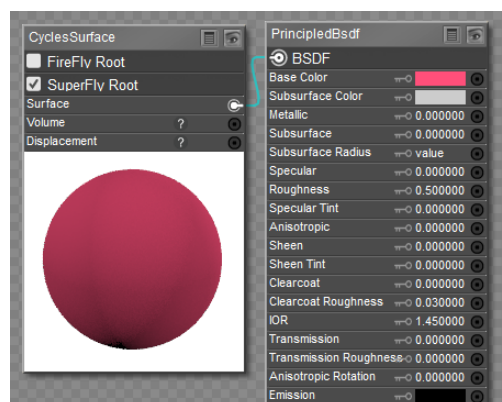 CyclesSurface
FireFly Root
SuperFly Root
Surface
Volume ?
Displacement ?
PrincipledBsdf
BSDF
Base Color
Subsurface Color
Metallic 0.000000
Subsurface 0.000000
Subsurface Radius value
Specular 0.000000
Roughness 0.500000
Specular Tint 0.000000
Anisotropic 0.000000
Sheen 0.000000
Sheen Tint 0.000000
Clearcoat 0.000000
Clearcoat Roughness 0.030000
IOR 1.450000
Transmission 0.000000
Transmission Roughness 0.000000
Anisotropic Rotation 0.000000
Emission